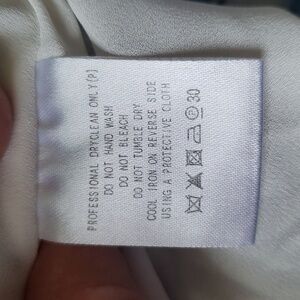 PROFESSIONAL DRYCLEAN ONLY(P)
DO NOT HAND WASH
DO NOT BLEACH
DO NOT TUMBLE DRY
COOL IRON ON REVERSE SIDE
USING A PROTECTIVE CLOTH
30